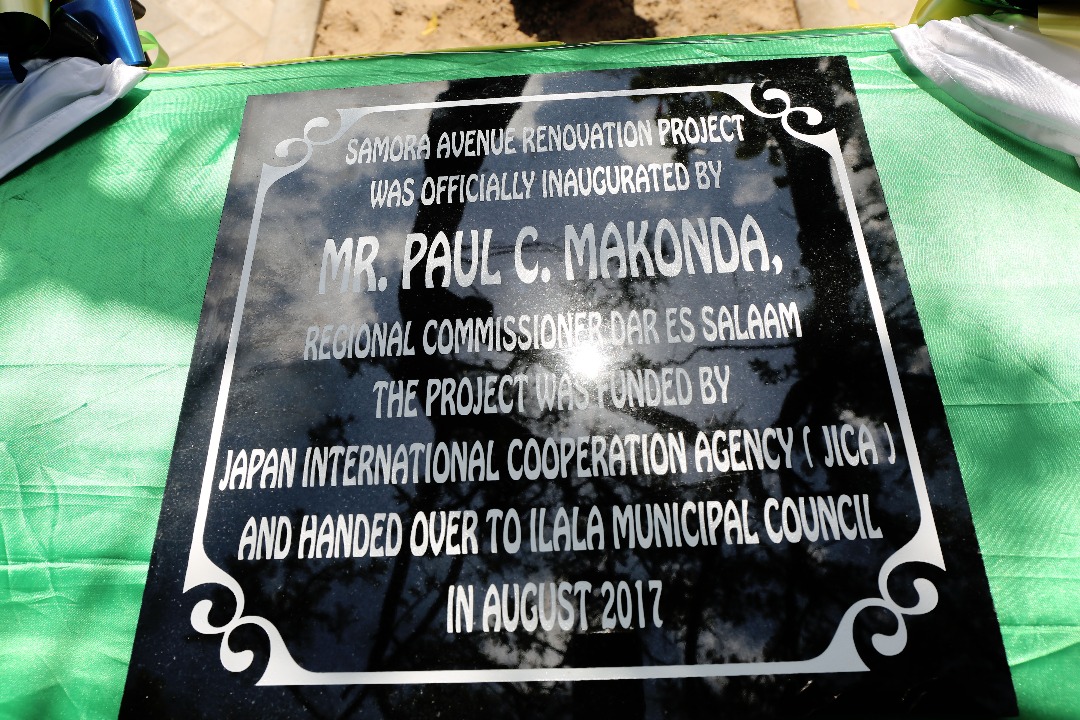 SAMORA AVENUE RENOVATION PROJECT
WAS OFFICIALLY INAUGURATED BY
MR. PAUL C. MAKONDA,
REGIONAL COMMISSIONER DAR ES SALAAM
THE PROJECT WAS FUNDED BY
JAPAN INTERNATIONAL COOPERATION AGENCY ( JICA )
AND HANDED OVER TO ILALA MUNICIPAL COUNCIL
IN AUGUST 2017